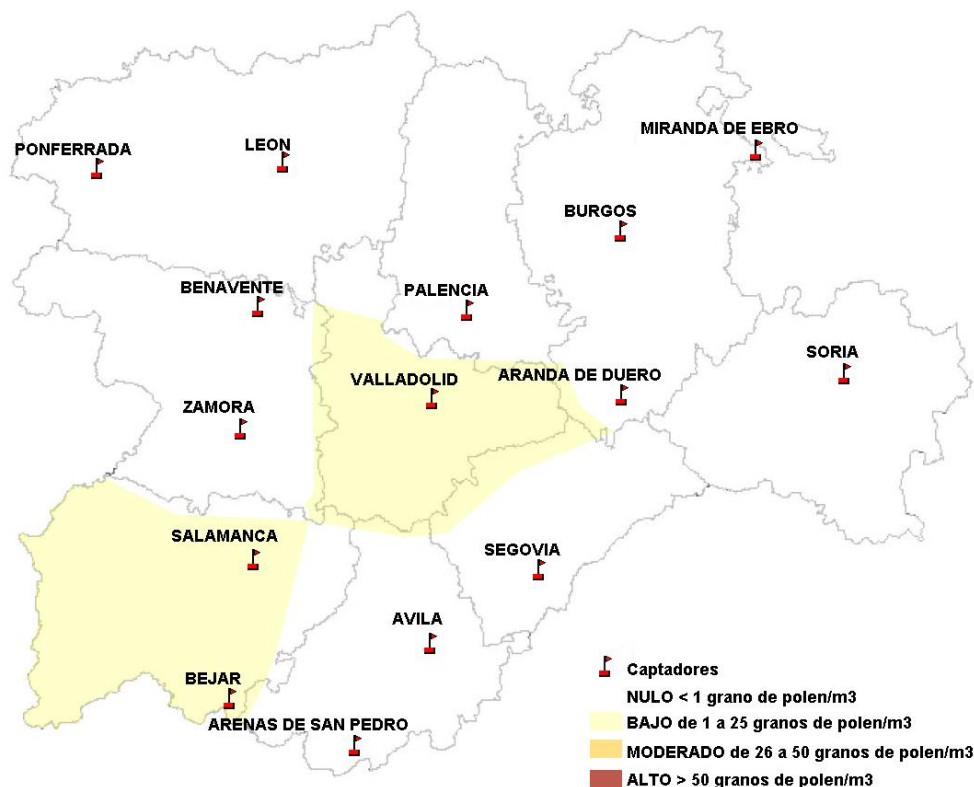 MIRANDA DE EBRO
PONFERRADA
LEON
BURGOS
BENAVENTE
PALENCIA
SORIA
VALLADOLID
ARANDA DE DUERO
ZAMORA
SALAMANCA
SEGOVIA
AVILA
BEJAR
ARENAS DE SAN PEDRO
Captadores
NULO < 1 grano de polen/m3
BAJO de 1 a 25 granos de polen/m3
MODERADO de 26 a 50 granos de polen/m3
ALTO > 50 granos de polen/m3